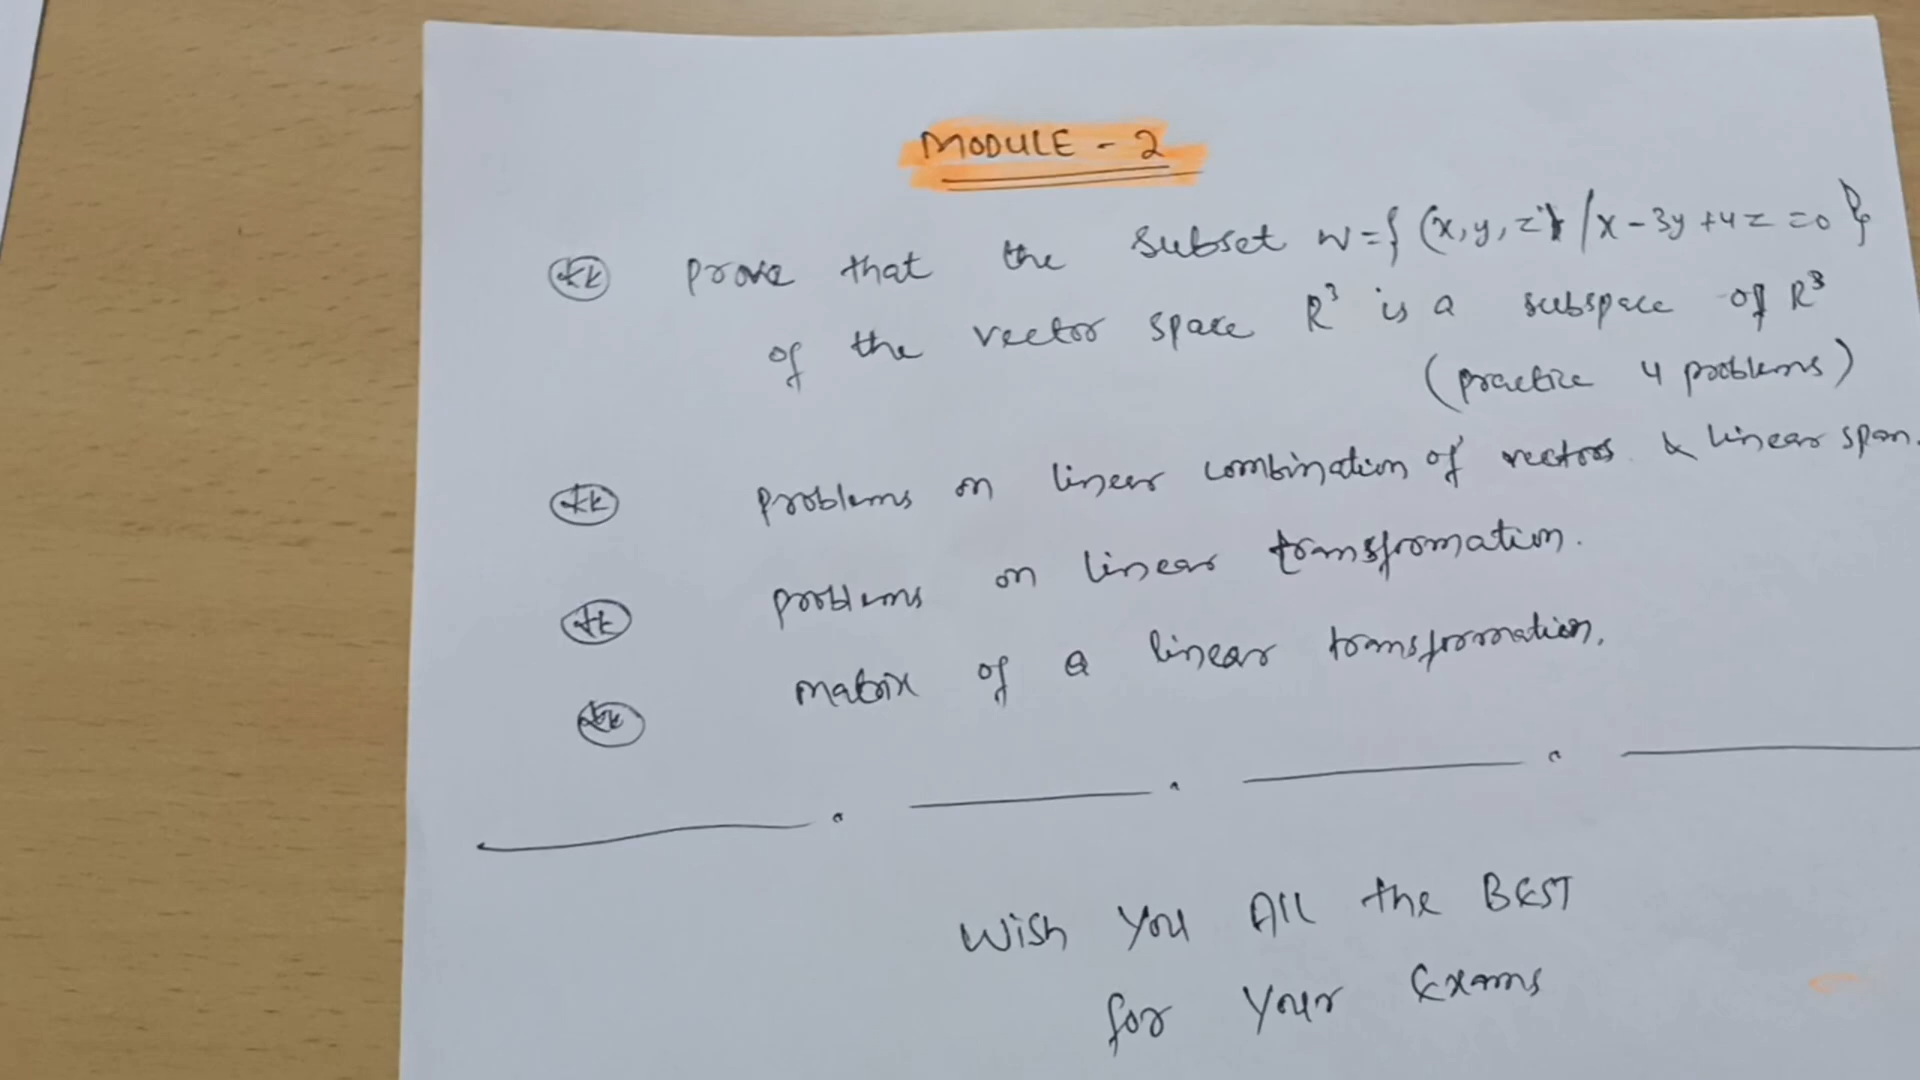 MODULE - 2
prove that the subset W={ (x,y,z) /x-3y+4z=0 }
of the vector space R³ is a subspace of R³
(practice 4 problems)
problems on linear combination of vectors & linear span.
problems on linear transfromation.
matrix of a linear transformation.
Wish You All the BEST
for Your Exams